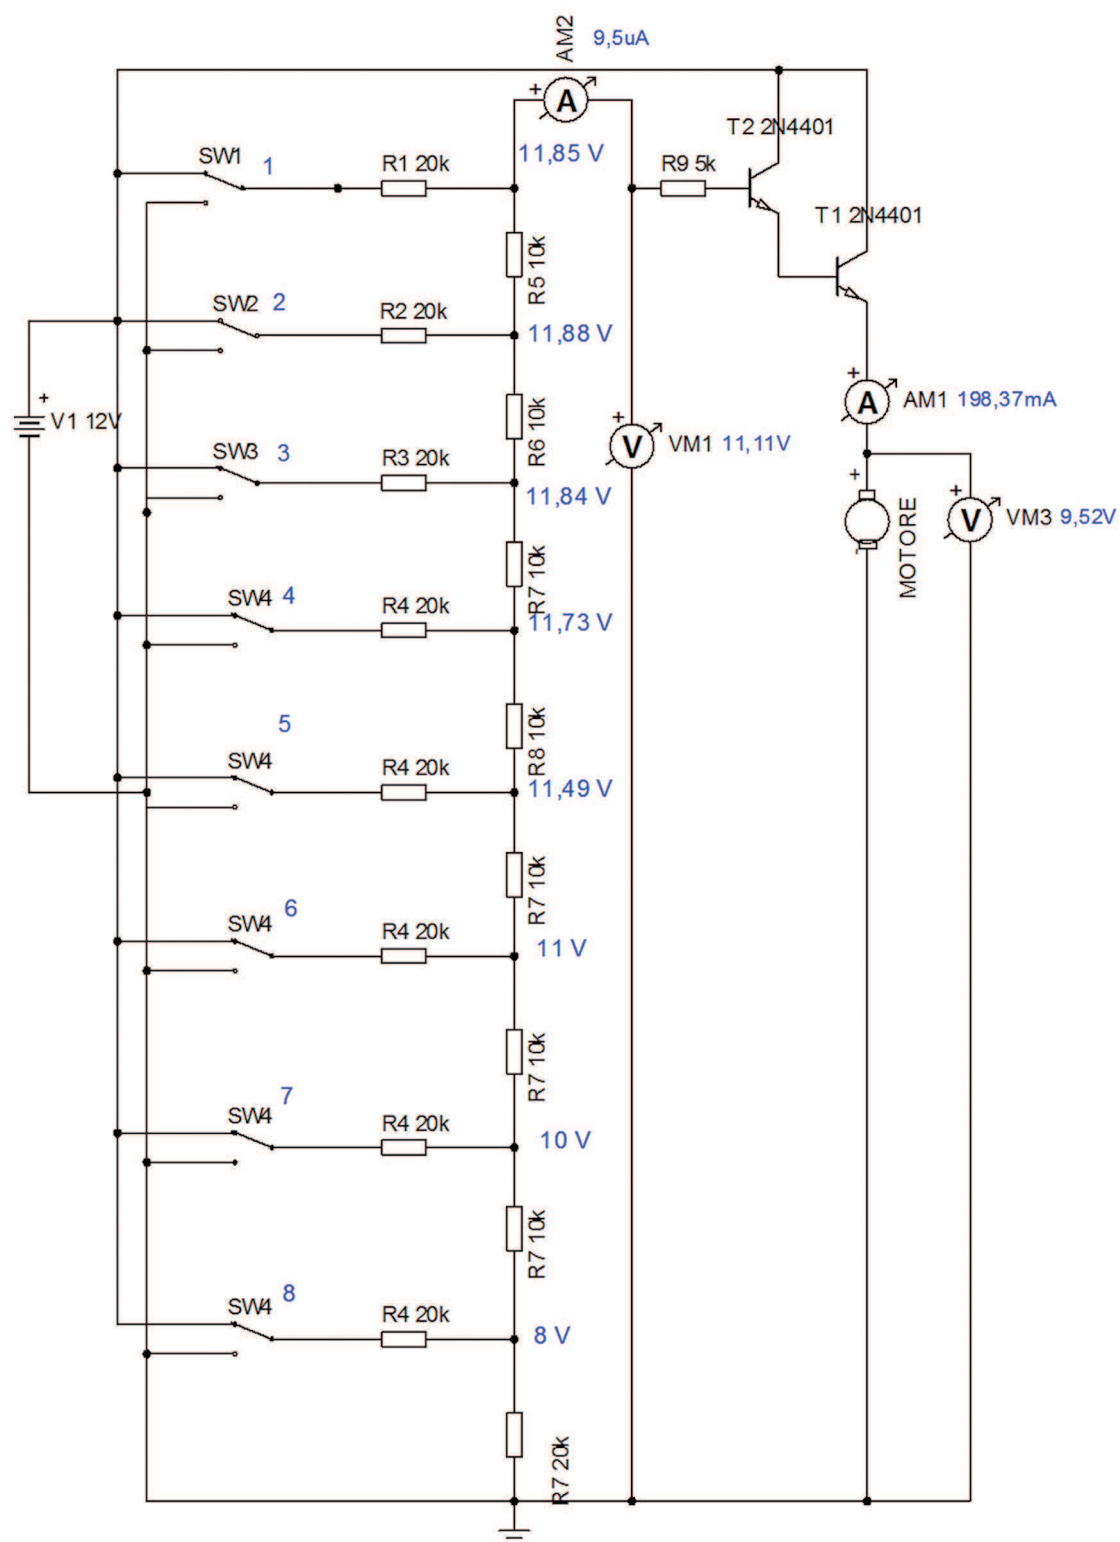 AM2 9,5uA
T2 2N4401
SW1 1 R1 20k 11,85 V R9 5k
T1 2N4401
R5 10k
SW2 2 R2 20k 11,88 V
V1 12V
R6 10k
AM1 198,37mA
SW3 3 R3 20k 11,84 V
VM1 11,11V
MOTORE
VM3 9,52V
R7 10k
SW4 4 R4 20k 11,73 V
R8 10k
SW4 5 R4 20k 11,49 V
R7 10k
SW4 6 R4 20k 11 V
R7 10k
SW4 7 R4 20k 10 V
R7 10k
SW4 8 R4 20k 8 V
R7 20k
+
A
+
A
+
V
+
V
+
+
-